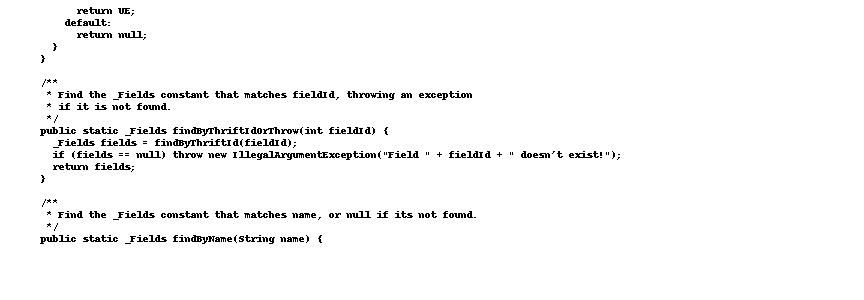 return UE;
default:
return null;
}
}
/**
* Find the _Fields constant that matches fieldId, throwing an exception
* if it is not found.
*/
public static _Fields findByThriftIdOrThrow(int fieldId) {
_Fields fields = findByThriftId(fieldId);
if (fields == null) throw new IllegalArgumentException("Field " + fieldId + " doesn't exist!");
return fields;
}
/**
* Find the _Fields constant that matches name, or null if its not found.
*/
public static _Fields findByName(String name) {